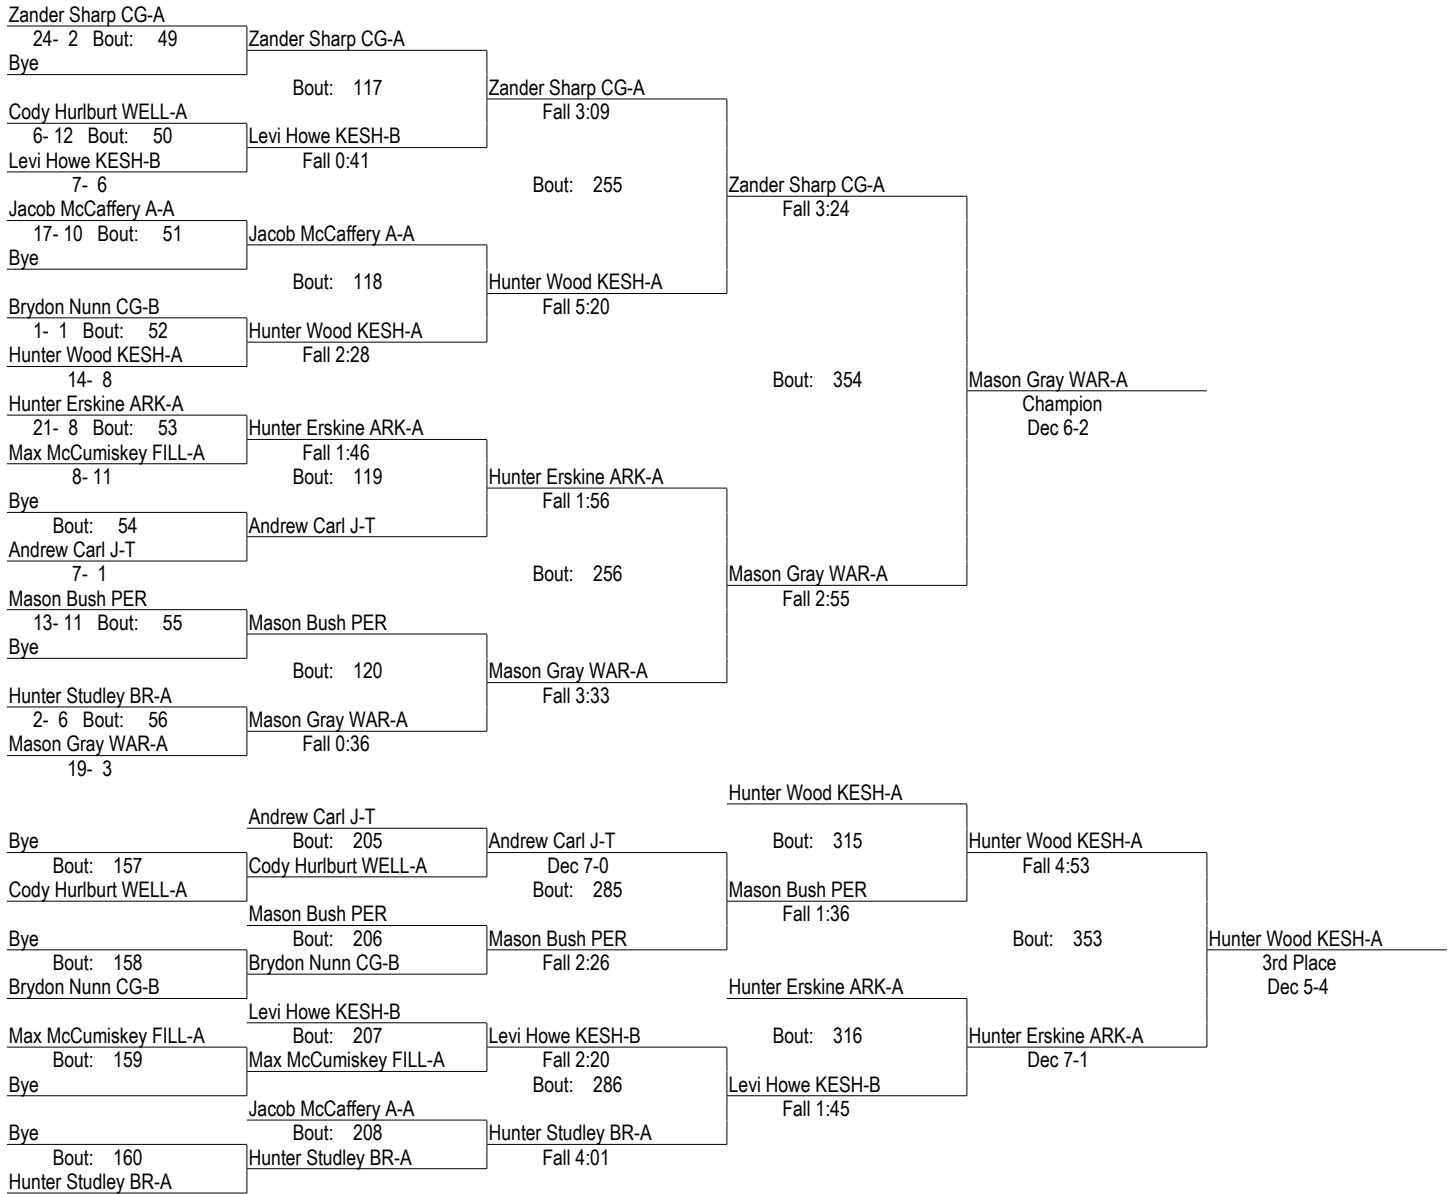 Zander Sharp CG-A
24- 2 Bout: 49 Zander Sharp CG-A
Bye
Bout: 117 Zander Sharp CG-A
Cody Hurlburt WELL-A Fall 3:09
6- 12 Bout: 50 Levi Howe KESH-B
Levi Howe KESH-B Fall 0:41
7- 6 Bout: 255 Zander Sharp CG-A
Jacob McCaffery A-A Fall 3:24
17- 10 Bout: 51 Jacob McCaffery A-A
Bye
Bout: 118 Hunter Wood KESH-A
Brydon Nunn CG-B Fall 5:20
1- 1 Bout: 52 Hunter Wood KESH-A
Hunter Wood KESH-A Fall 2:28
14- 8 Bout: 354 Mason Gray WAR-A
Hunter Erskine ARK-A Champion
21- 8 Bout: 53 Hunter Erskine ARK-A Dec 6-2
Max McCumiskey FILL-A Fall 1:46
8- 11 Bout: 119 Hunter Erskine ARK-A
Bye Fall 1:56
Bout: 54 Andrew Carl J-T
Andrew Carl J-T
7- 1 Bout: 256 Mason Gray WAR-A
Mason Bush PER Fall 2:55
13- 11 Bout: 55 Mason Bush PER
Bye
Bout: 120 Mason Gray WAR-A
Hunter Studley BR-A Fall 3:33
2- 6 Bout: 56 Mason Gray WAR-A
Mason Gray WAR-A Fall 0:36
19- 3
Hunter Wood KESH-A
Andrew Carl J-T
Bye Bout: 205 Andrew Carl J-T Bout: 315 Hunter Wood KESH-A
Bout: 157 Cody Hurlburt WELL-A Dec 7-0 Fall 4:53
Cody Hurlburt WELL-A Bout: 285 Mason Bush PER
Mason Bush PER Fall 1:36
Bye Bout: 206 Mason Bush PER Bout: 353 Hunter Wood KESH-A
Bout: 158 Brydon Nunn CG-B Fall 2:26 3rd Place
Brydon Nunn CG-B Hunter Erskine ARK-A Dec 5-4
Levi Howe KESH-B
Max McCumiskey FILL-A Bout: 207 Levi Howe KESH-B Bout: 316 Hunter Erskine ARK-A
Bout: 159 Max McCumiskey FILL-A Fall 2:20 Dec 7-1
Bye Bout: 286 Levi Howe KESH-B
Jacob McCaffery A-A Fall 1:45
Bye Bout: 208 Hunter Studley BR-A
Bout: 160 Hunter Studley BR-A Fall 4:01
Hunter Studley BR-A